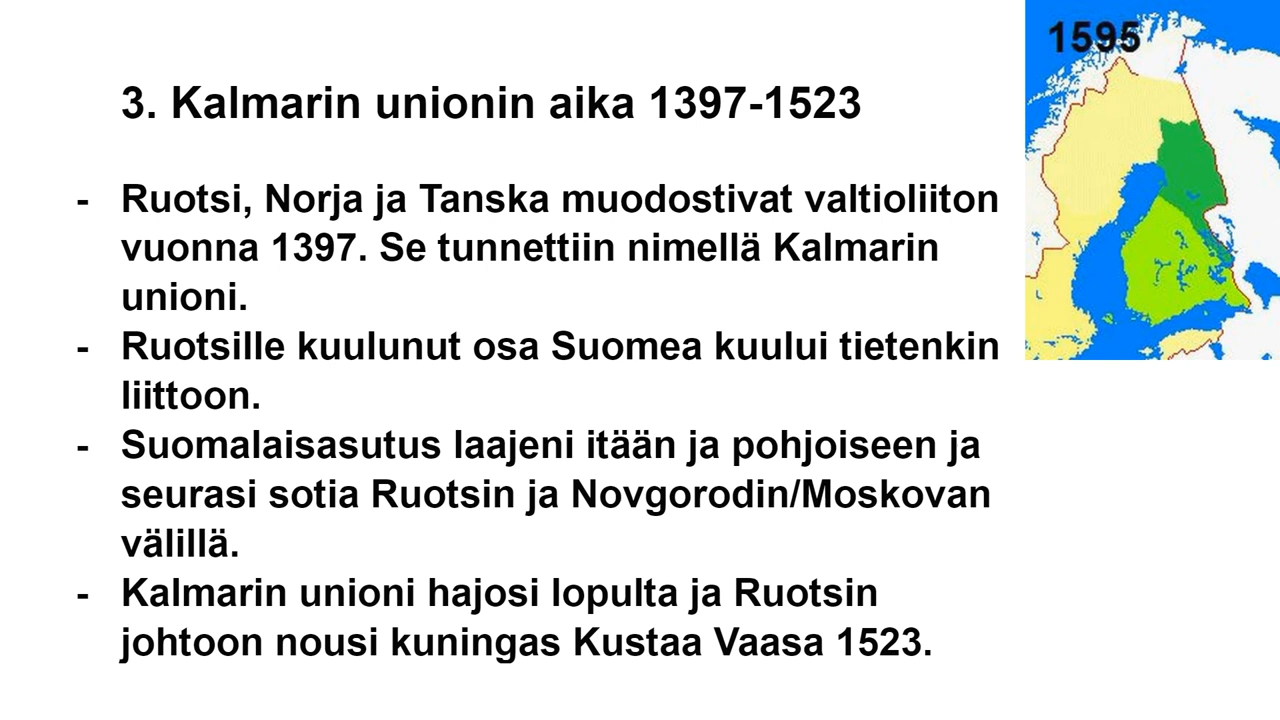 3. Kalmarin unionin aika 1397-1523
1595
- Ruotsi, Norja ja Tanska muodostivat valtioliiton
vuonna 1397. Se tunnettiin nimellä Kalmarin
unioni.
- Ruotsille kuulunut osa Suomea kuului tietenkin
liittoon.
- Suomalaisasutus laajeni itään ja pohjoiseen ja
seurasi sotia Ruotsin ja Novgorodin/Moskovan
välillä.
- Kalmarin unioni hajosi lopulta ja Ruotsin
johtoon nousi kuningas Kustaa Vaasa 1523.